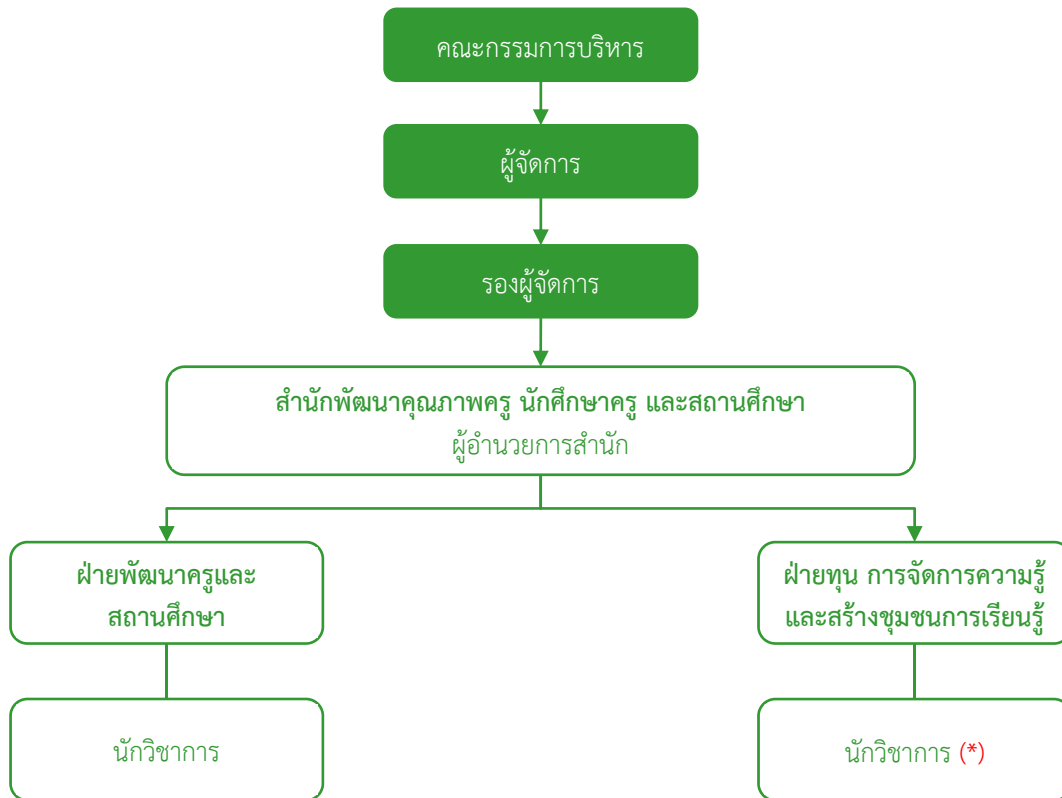 คณะกรรมการบริหาร
ผู้จัดการ
รองผู้จัดการ
สำนักพัฒนาคุณภาพครู นักศึกษาครู และสถานศึกษา
ผู้อำนวยการสำนัก
ฝ่ายพัฒนาครูและ
สถานศึกษา
ฝ่ายทุน การจัดการความรู้
และสร้างชุมชนการเรียนรู้
นักวิชาการ
นักวิชาการ (*)